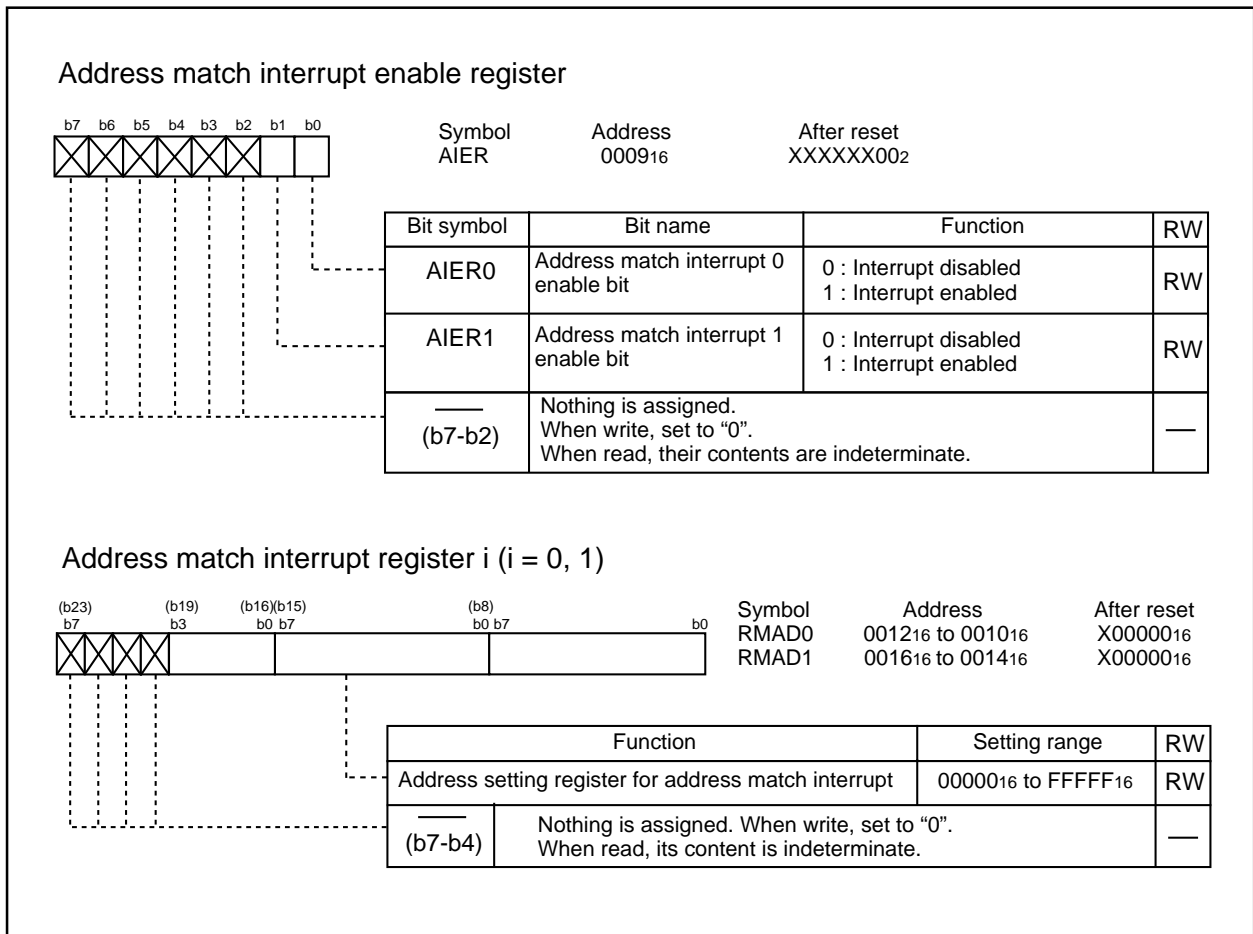 Address match interrupt enable register
b7 b6 b5 b4 b3 b2 b1 b0
Symbol Address After reset
AIER 000916 XXXXXX002
Bit symbol Bit name Function RW
AIER0 Address match interrupt 0 enable bit 0 : Interrupt disabled 1 : Interrupt enabled RW
AIER1 Address match interrupt 1 enable bit 0 : Interrupt disabled 1 : Interrupt enabled RW
(b7-b2) Nothing is assigned.
When write, set to “0”.
When read, their contents are indeterminate.
Address match interrupt register i (i = 0, 1)
(b23) (b19) (b16)(b15) (b8)
b7 b3 b0 b7 b0 b7 b0
Symbol Address After reset
RMAD0 001216 to 001016 X0000016
RMAD1 001616 to 001416 X0000016
Function Setting range RW
Address setting register for address match interrupt 0000016 to FFFFF16 RW
(b7-b4) Nothing is assigned. When write, set to “0”.
When read, its content is indeterminate.